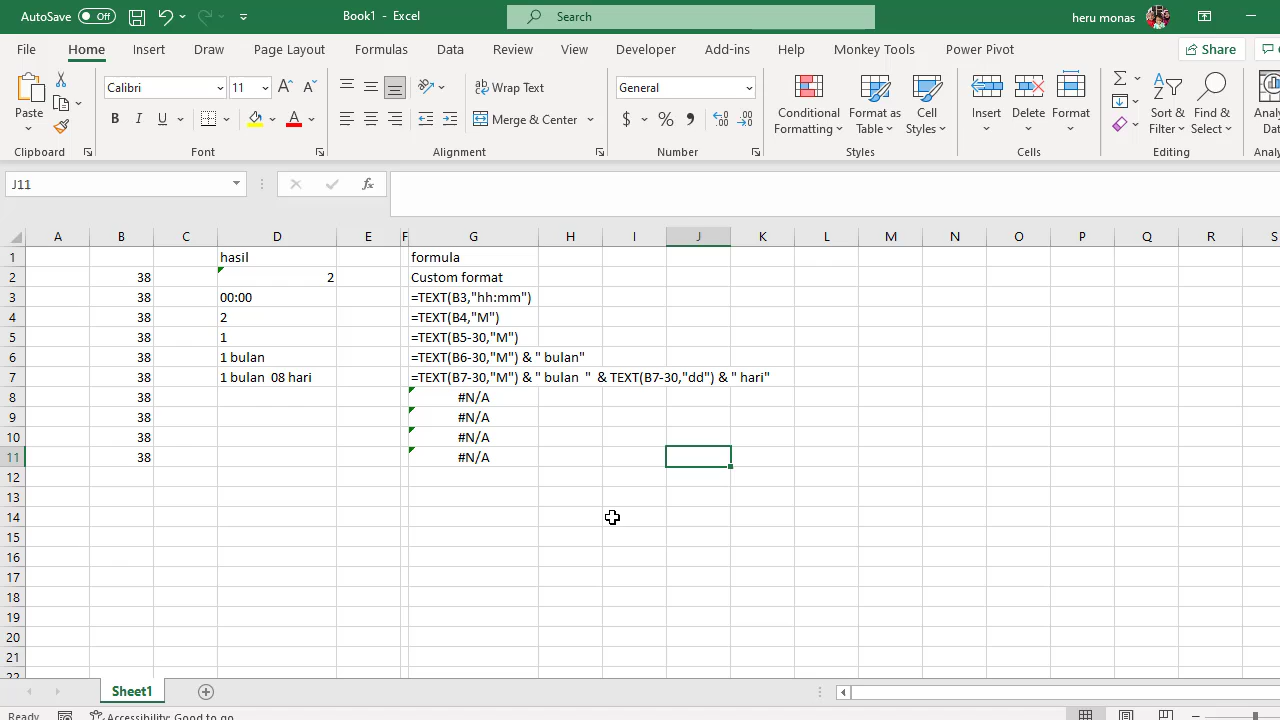 AutoSave Off
Book1 - Excel
Search
heru monas
File Home Insert Draw Page Layout Formulas Data Review View Developer Add-ins Help Monkey Tools Power Pivot Share
Paste
Clipboard
Calibri 11
B I U
Font
Wrap Text
Merge & Center
Alignment
General
$ % ,
Number
Conditional Formatting
Format as Table
Cell Styles
Styles
Insert
Delete
Format
Cells
Sort & Filter
Find & Select
Editing
J11
fx
A B C D E F G H I J K L M N O P Q R S
1 hasil formula
2 38 2 Custom format
3 38 00:00 =TEXT(B3,"hh:mm")
4 38 2 =TEXT(B4,"M")
5 38 1 =TEXT(B5-30,"M")
6 38 1 bulan =TEXT(B6-30,"M") & " bulan"
7 38 1 bulan  08 hari =TEXT(B7-30,"M") & " bulan  "  & TEXT(B7-30,"dd") & " hari"
8 38 #N/A
9 38 #N/A
10 38 #N/A
11 38 #N/A
12
13
14
15
16
17
18
19
20
21
22
Sheet1
Ready Accessibility: Good to go